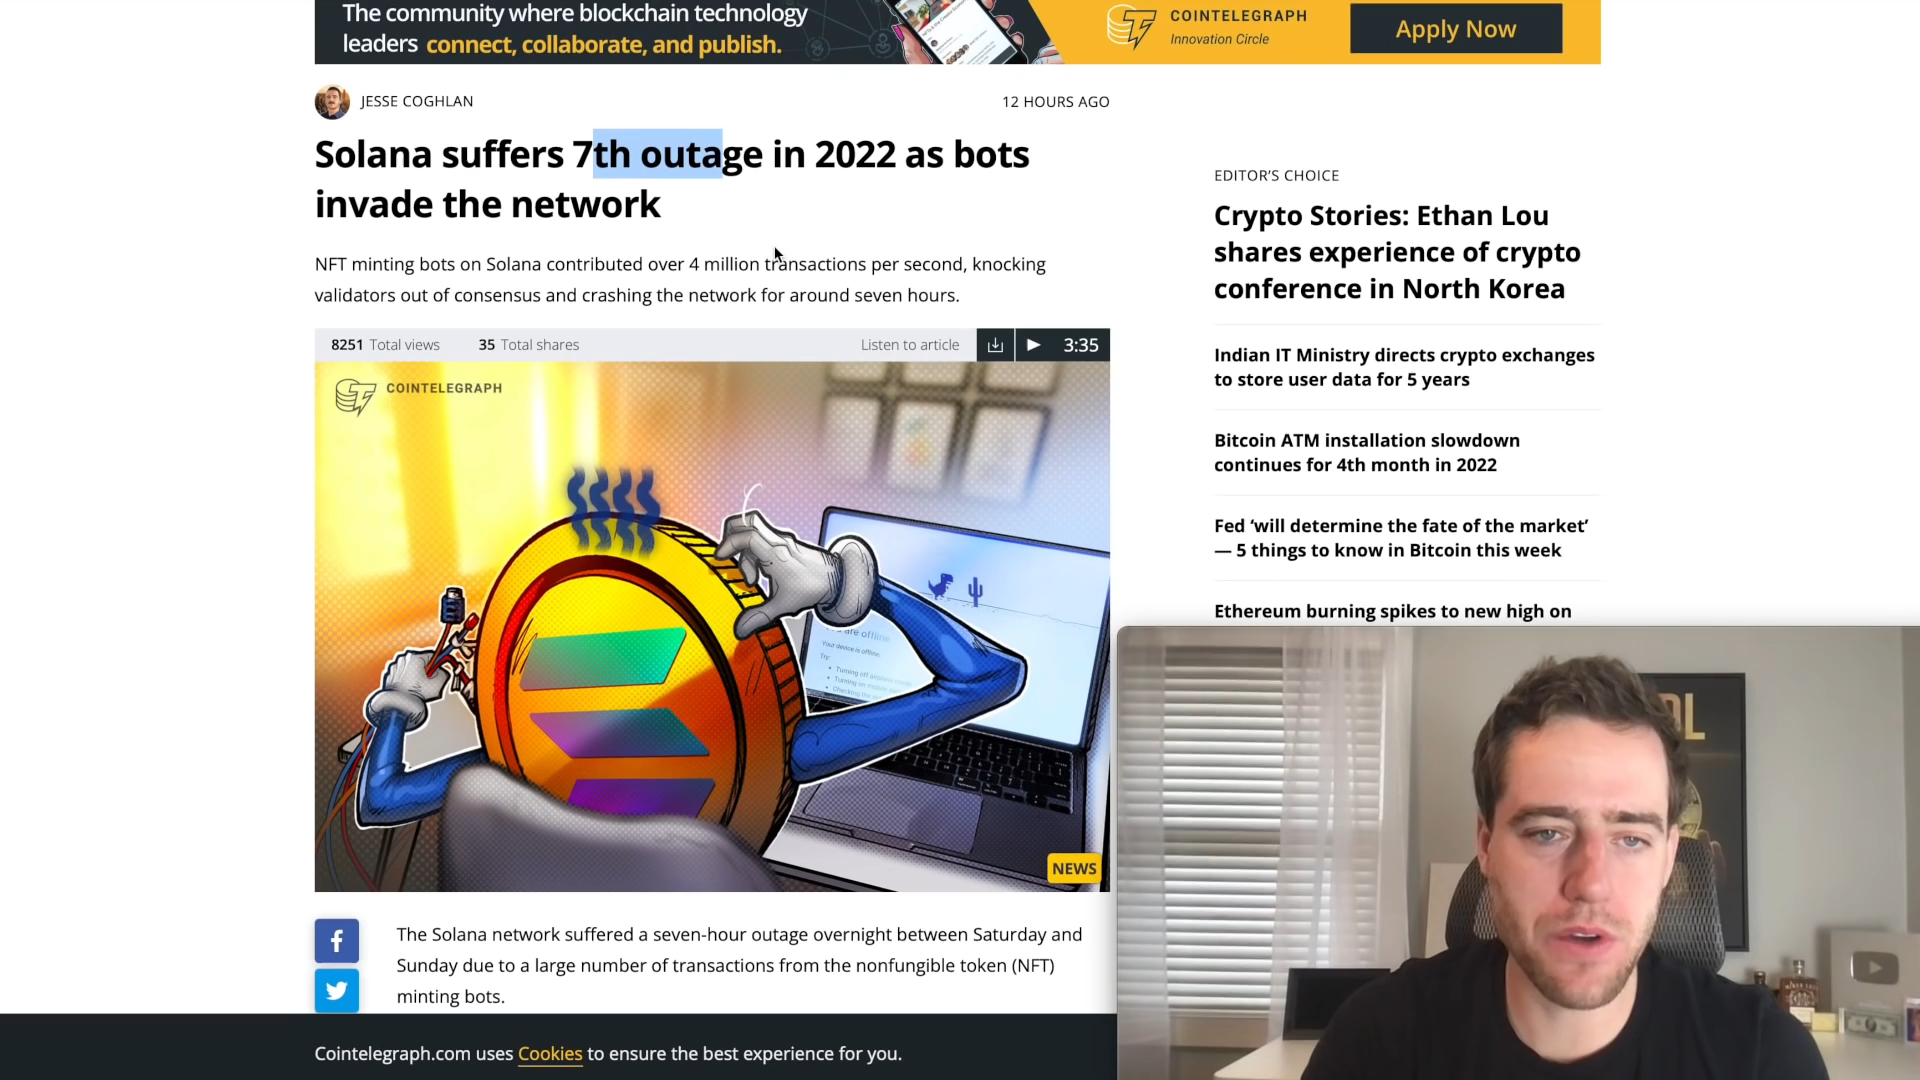 The community where blockchain technology
leaders connect, collaborate, and publish.
COINTELEGRAPH
Innovation Circle
Apply Now
JESSE COGHLAN
12 HOURS AGO
Solana suffers 7th outage in 2022 as bots
invade the network
NFT minting bots on Solana contributed over 4 million transactions per second, knocking
validators out of consensus and crashing the network for around seven hours.
8251 Total views 35 Total shares
Listen to article
3:35
COINTELEGRAPH
are offline
Your device is offline.
Try:
NEWS
The Solana network suffered a seven-hour outage overnight between Saturday and
Sunday due to a large number of transactions from the nonfungible token (NFT)
minting bots.
EDITOR'S CHOICE
Crypto Stories: Ethan Lou
shares experience of crypto
conference in North Korea
Indian IT Ministry directs crypto exchanges
to store user data for 5 years
Bitcoin ATM installation slowdown
continues for 4th month in 2022
Fed ‘will determine the fate of the market’
— 5 things to know in Bitcoin this week
Ethereum burning spikes to new high on
Cointelegraph.com uses Cookies to ensure the best experience for you.